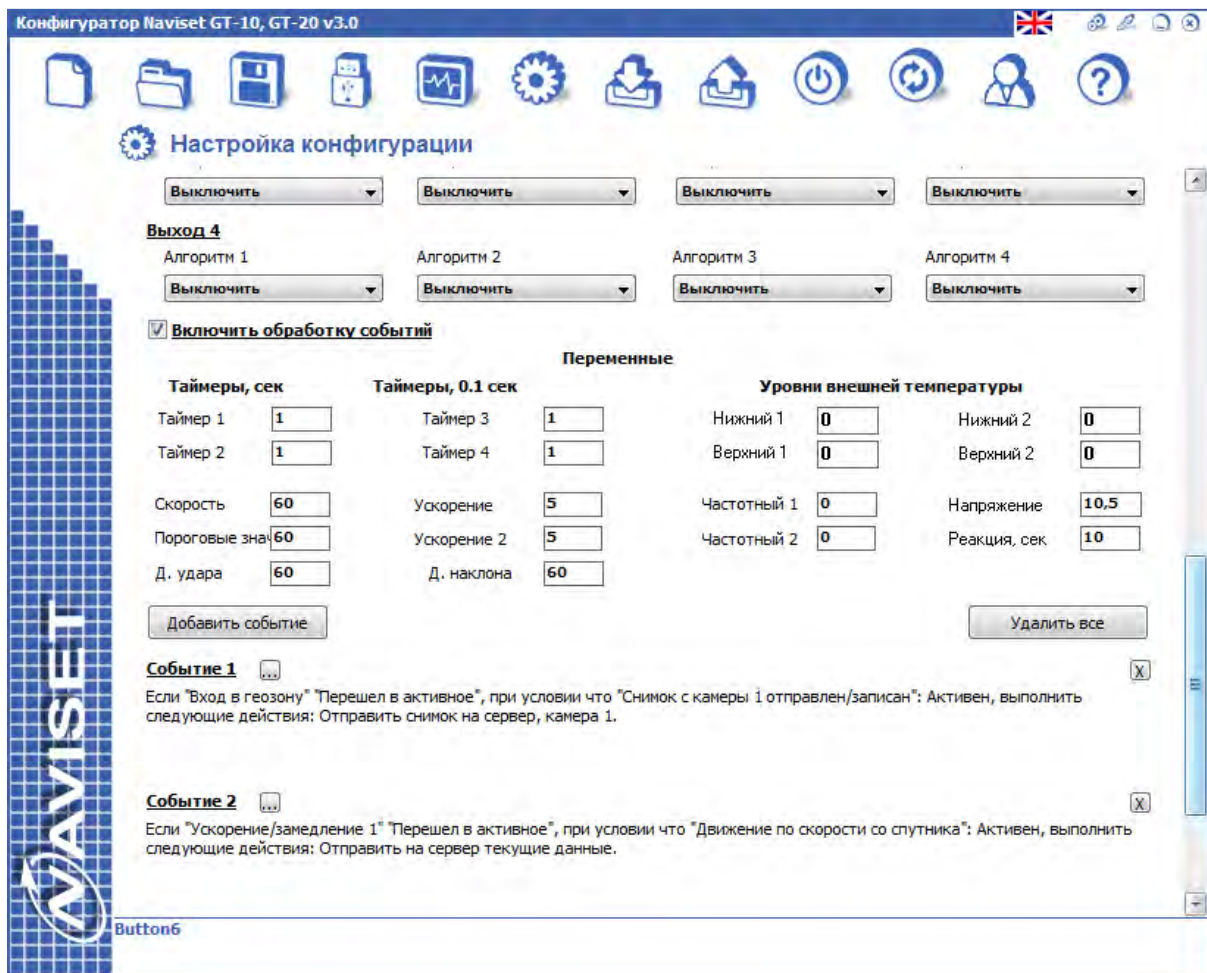 Конфигуратор Naviset GT-10, GT-20 v3.0
Настройка конфигурации
Выключить Выключить Выключить Выключить
Выход 4
Алгоритм 1 Алгоритм 2 Алгоритм 3 Алгоритм 4
Выключить Выключить Выключить Выключить
Включить обработку событий
Переменные
Таймеры, сек Таймеры, 0.1 сек Уровни внешней температуры
Таймер 1 1 Таймер 3 1 Нижний 1 0 Нижний 2 0
Таймер 2 1 Таймер 4 1 Верхний 1 0 Верхний 2 0
Скорость 60 Ускорение 5 Частотный 1 0 Напряжение 10,5
Пороговые знач 60 Ускорение 2 5 Частотный 2 0 Реакция, сек 10
Д. удара 60 Д. наклона 60
Добавить событие Удалить все
Событие 1 ... X
Если "Вход в геозону" "Перешел в активное", при условии что "Снимок с камеры 1 отправлен/записан": Активен, выполнить
следующие действия: Отправить снимок на сервер, камера 1.
Событие 2 ... X
Если "Ускорение/замедление 1" "Перешел в активное", при условии что "Движение по скорости со спутника": Активен, выполнить
следующие действия: Отправить на сервер текущие данные.
NAVISET
Button6